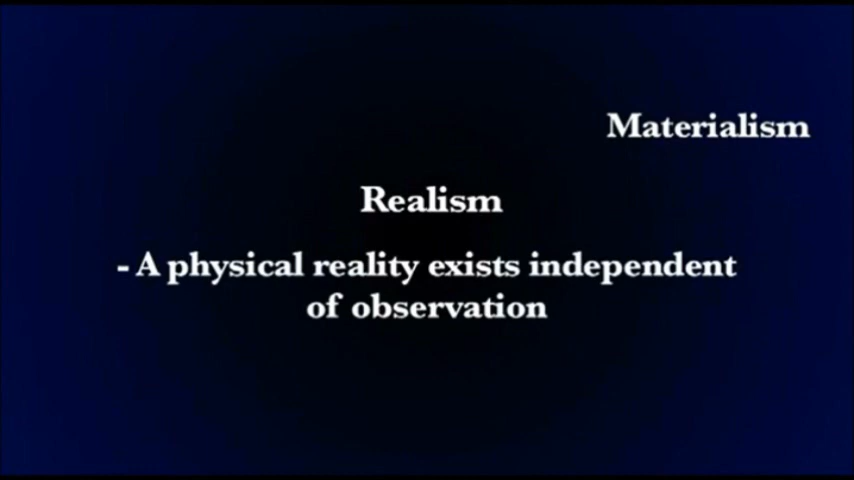 Materialism
Realism
- A physical reality exists independent
of observation